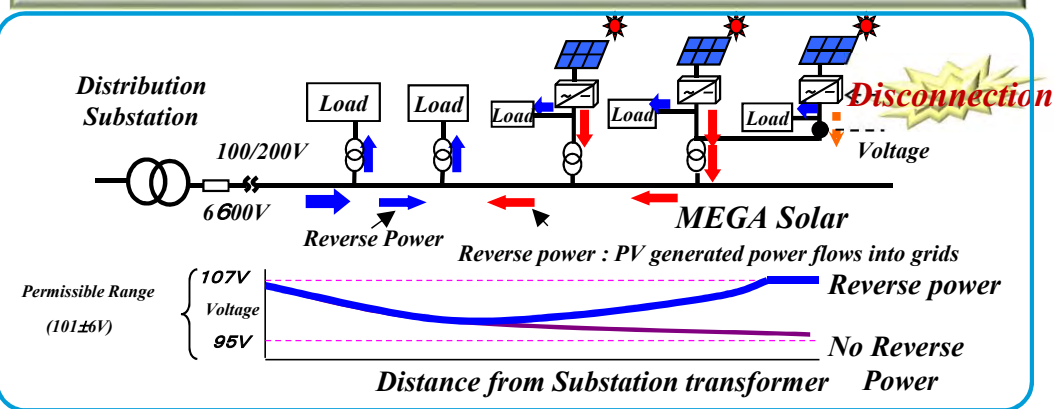 Distribution
Substation
Load
Load
Load
Load
Load
Disconnection
Voltage
100/200V
6600V
MEGA Solar
Reverse Power
Reverse power : PV generated power flows into grids
Permissible Range
(101±6V)
107V
Voltage
95V
Reverse power
No Reverse
Power
Distance from Substation transformer